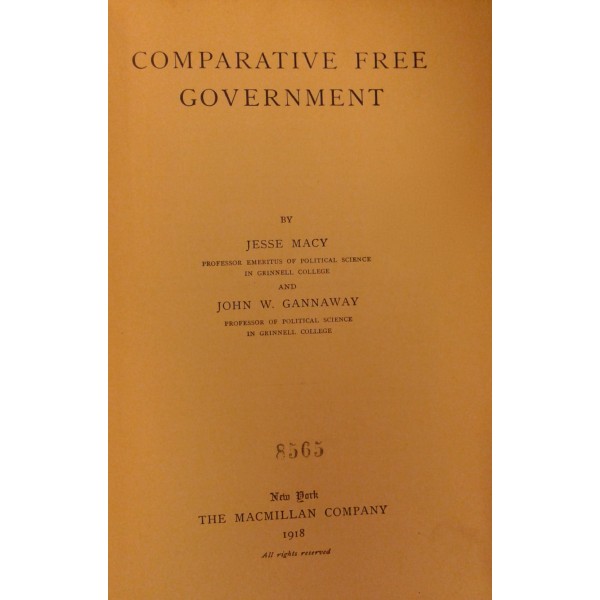 COMPARATIVE FREE
GOVERNMENT
BY
JESSE MACY
PROFESSOR EMERITUS OF POLITICAL SCIENCE
IN GRINNELL COLLEGE
AND
JOHN W. GANNAWAY
PROFESSOR OF POLITICAL SCIENCE
IN GRINNELL COLLEGE
8565
New York
THE MACMILLAN COMPANY
1918
All rights reserved